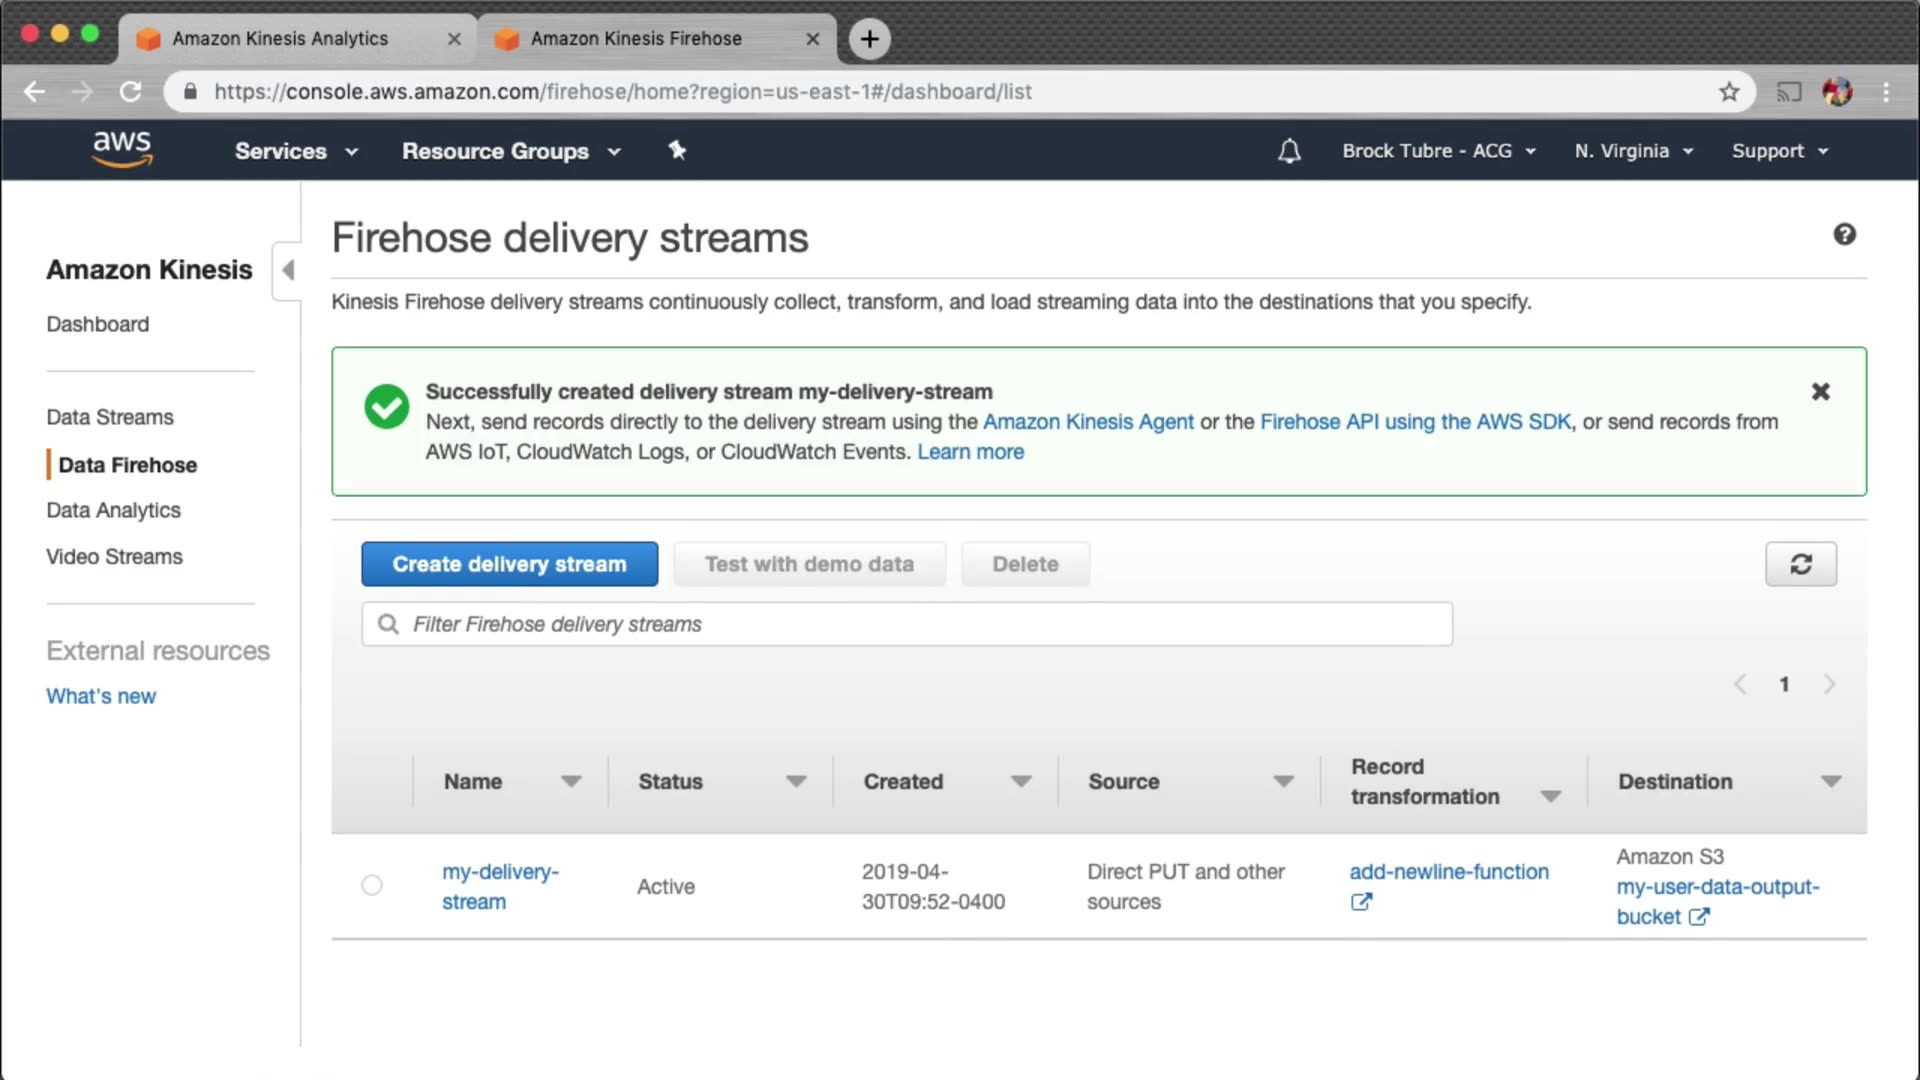 Amazon Kinesis Analytics
Amazon Kinesis Firehose
https://console.aws.amazon.com/firehose/home?region=us-east-1#/dashboard/list
aws
Services
Resource Groups
Brock Tubre - ACG
N. Virginia
Support
Amazon Kinesis
Dashboard
Data Streams
Data Firehose
Data Analytics
Video Streams
External resources
What's new
Firehose delivery streams
Kinesis Firehose delivery streams continuously collect, transform, and load streaming data into the destinations that you specify.
Successfully created delivery stream my-delivery-stream
Next, send records directly to the delivery stream using the Amazon Kinesis Agent or the Firehose API using the AWS SDK, or send records from
AWS IoT, CloudWatch Logs, or CloudWatch Events. Learn more
Create delivery stream
Test with demo data
Delete
Filter Firehose delivery streams
1
Name
Status
Created
Source
Record
transformation
Destination
my-delivery-
stream
Active
2019-04-
30T09:52-0400
Direct PUT and other
sources
add-newline-function
Amazon S3
my-user-data-output-
bucket